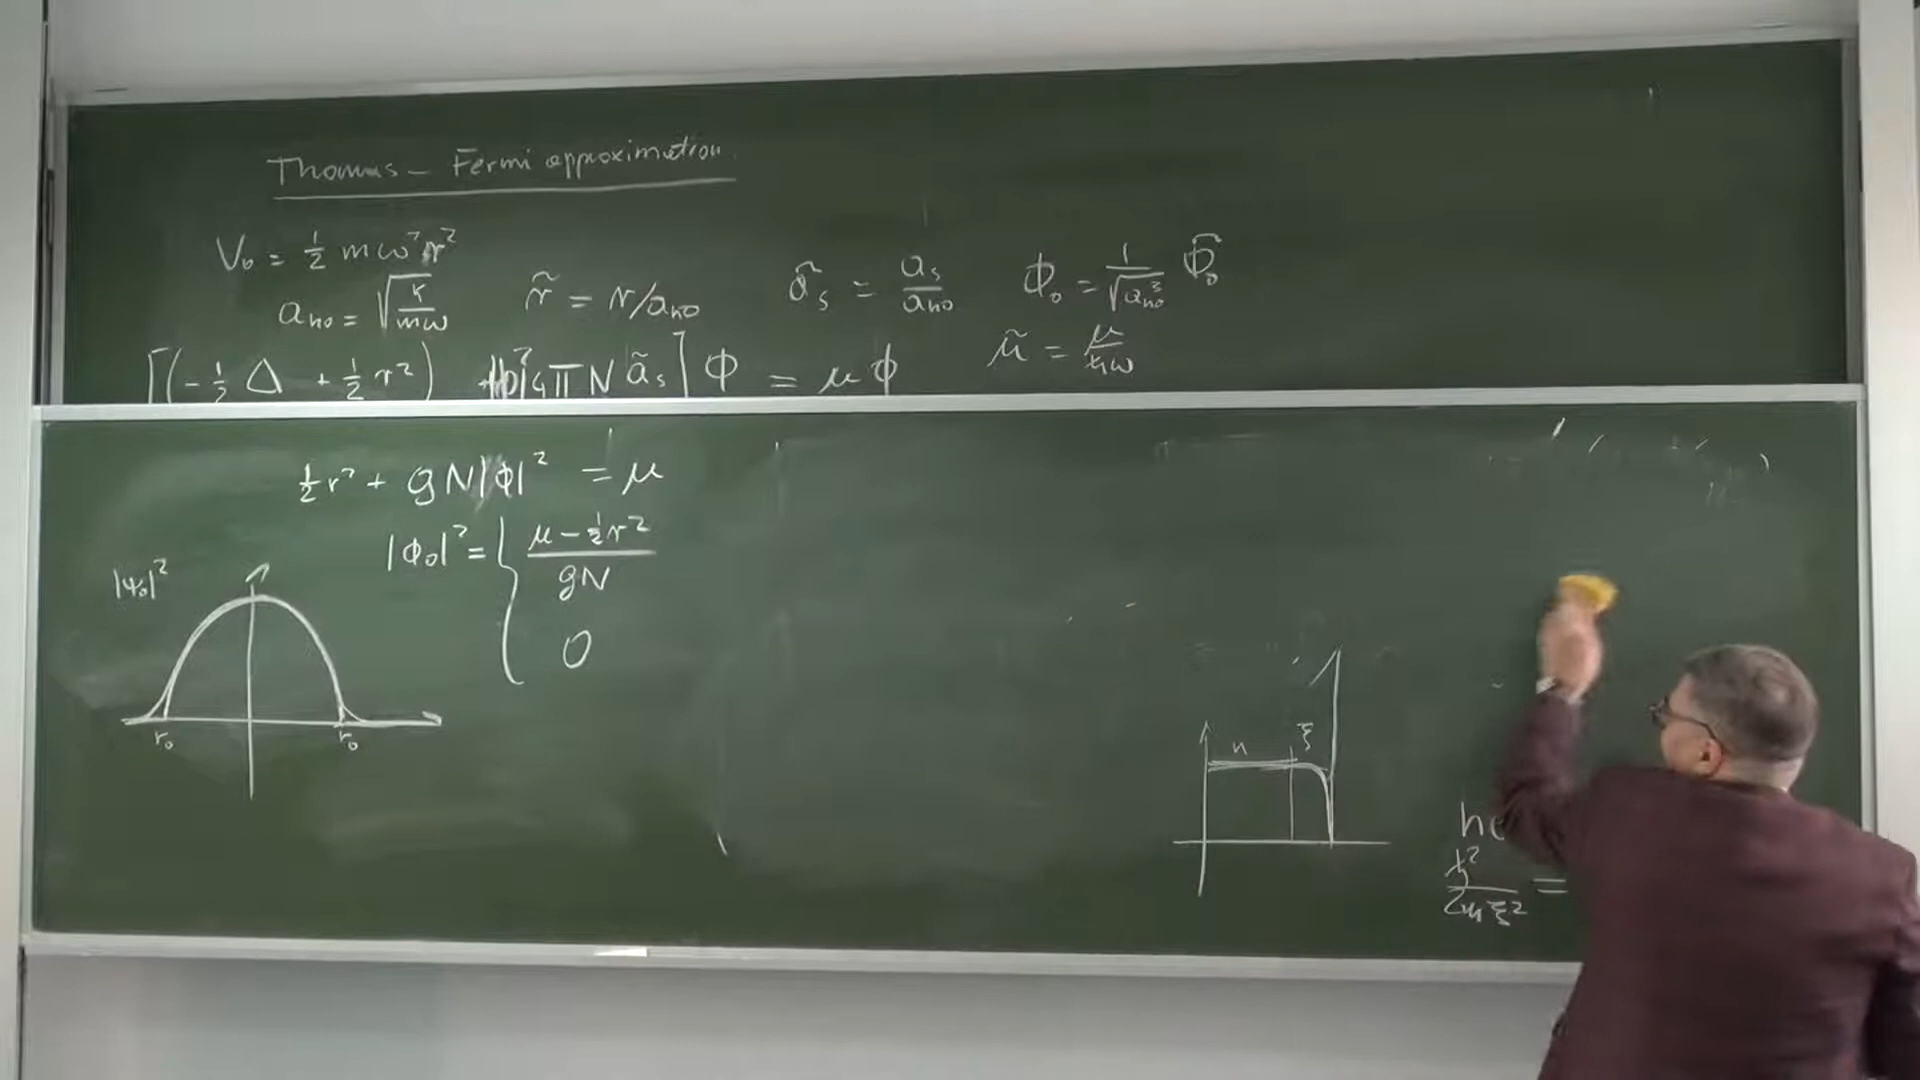 Thomas – Fermi approximation
V₀ = ½ mω²r²
a_ho = √(ħ/mω)   r̃ = r/a_ho   ã_s = a_s/a_ho   Φ₀ = 1/√(a_ho³) Φ̃₀
[(-½ Δ + ½ r²) 4πN ã_s] Φ = μ Φ   μ̃ = μ/ħω
½ r² + gN|Φ|² = μ
|Φ₀|² = { (μ - ½ r²)/gN
0
|ψ₀|²
r₀   r₀
n   ξ
ħ²/2mξ² =